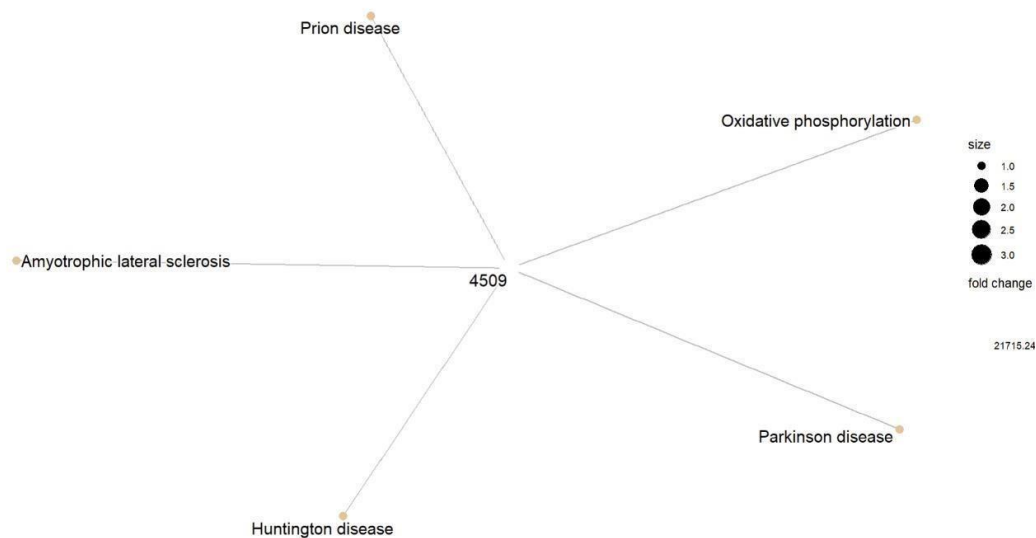 Prion disease
Oxidative phosphorylation
size
1.0
1.5
2.0
2.5
3.0
Amyotrophic lateral sclerosis
4509
fold change
21715.24
Parkinson disease
Huntington disease